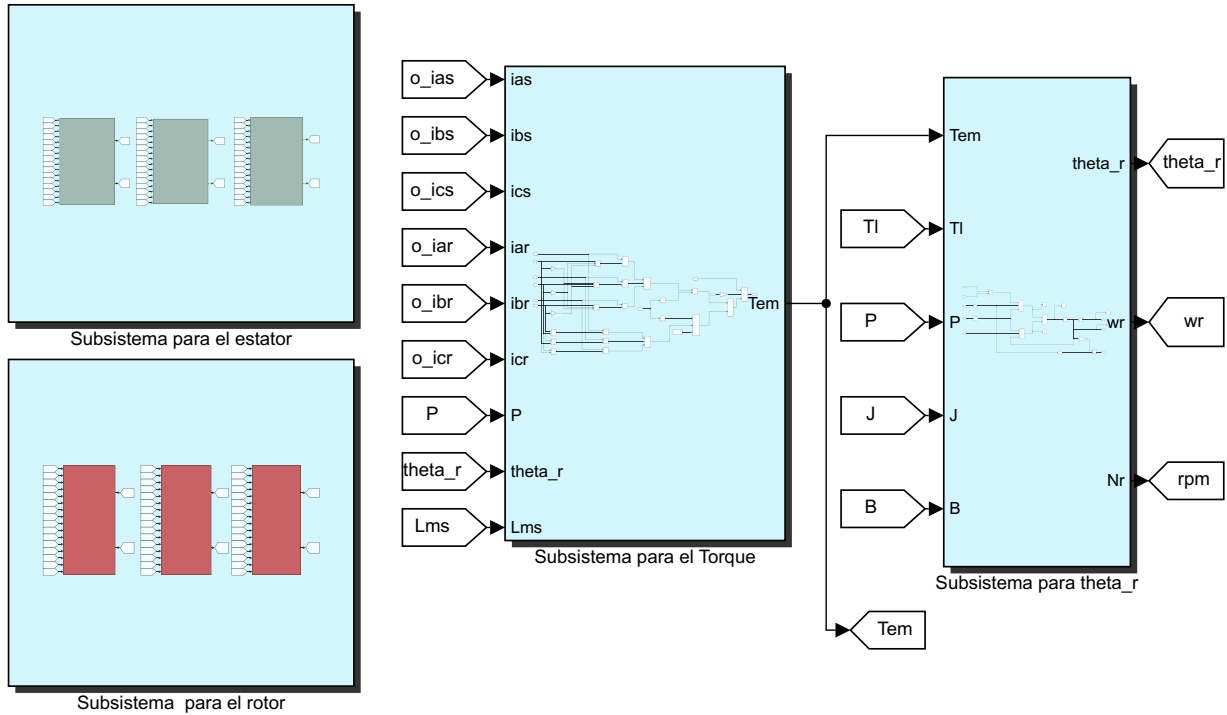 Subsistema para el estator
Subsistema  para el rotor
o_ias
o_ibs
o_ics
o_iar
o_ibr
o_icr
P
theta_r
Lms
ias
ibs
ics
iar
ibr
icr
P
theta_r
Lms
Tem
Subsistema para el Torque
Tl
P
J
B
Tem
Tl
P
J
B
theta_r
wr
Nr
Subsistema para theta_r
theta_r
wr
rpm
Tem